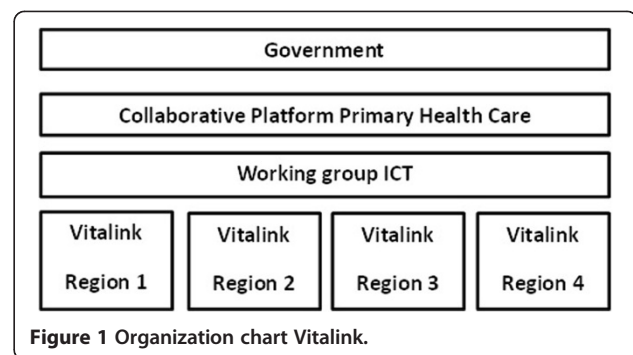 Government
Collaborative Platform Primary Health Care
Working group ICT
Vitalink
Region 1
Vitalink
Region 2
Vitalink
Region 3
Vitalink
Region 4
Figure 1 Organization chart Vitalink.